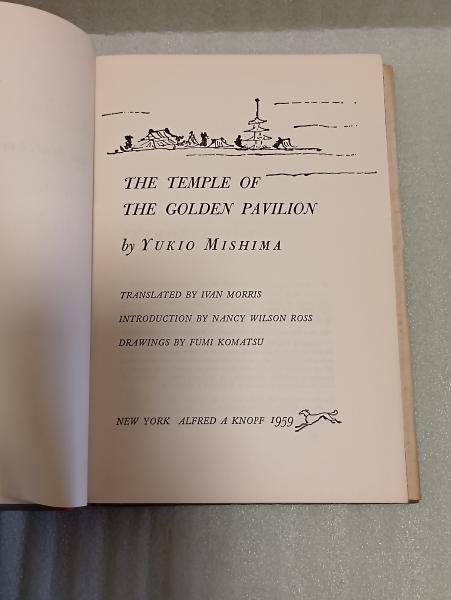 THE TEMPLE OF
THE GOLDEN PAVILION
by YUKIO MISHIMA
TRANSLATED BY IVAN MORRIS
INTRODUCTION BY NANCY WILSON ROSS
DRAWINGS BY FUMI KOMATSU
NEW YORK ALFRED A KNOPF 1959